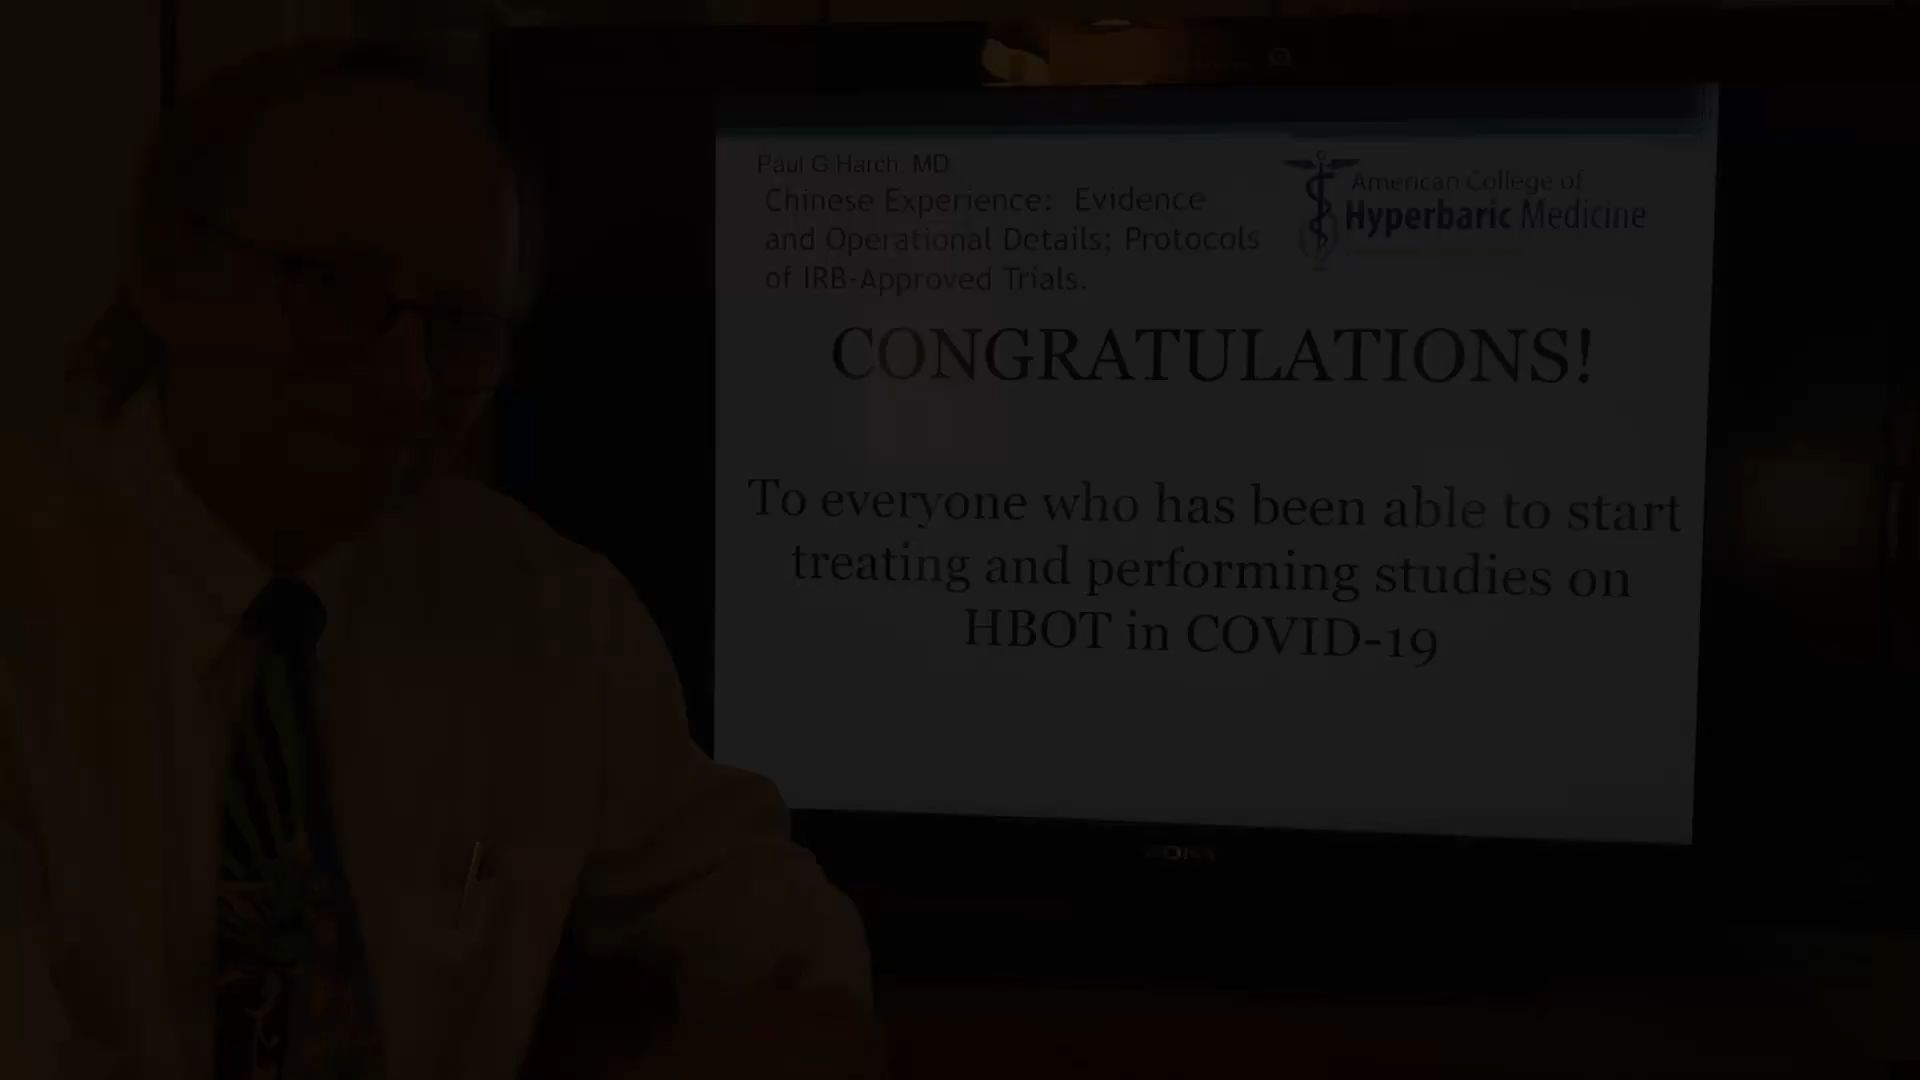 Paul G Harch MD
Chinese Experience: Evidence
and Operational Details; Protocols
of IRB-Approved Trials.
American College of
Hyperbaric Medicine
CONGRATULATIONS!
To everyone who has been able to start
treating and performing studies on
HBOT in COVID-19
SONY